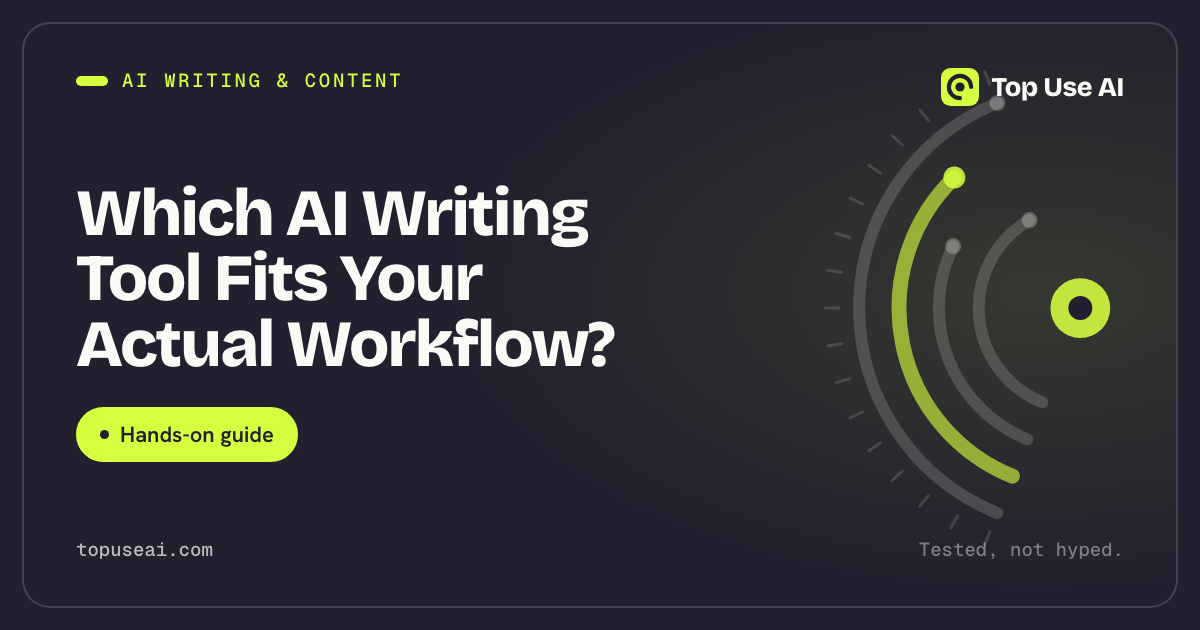 AI WRITING & CONTENT
Top Use AI
Which AI Writing
Tool Fits Your
Actual Workflow?
Hands-on guide
topuseai.com
Tested, not hyped.